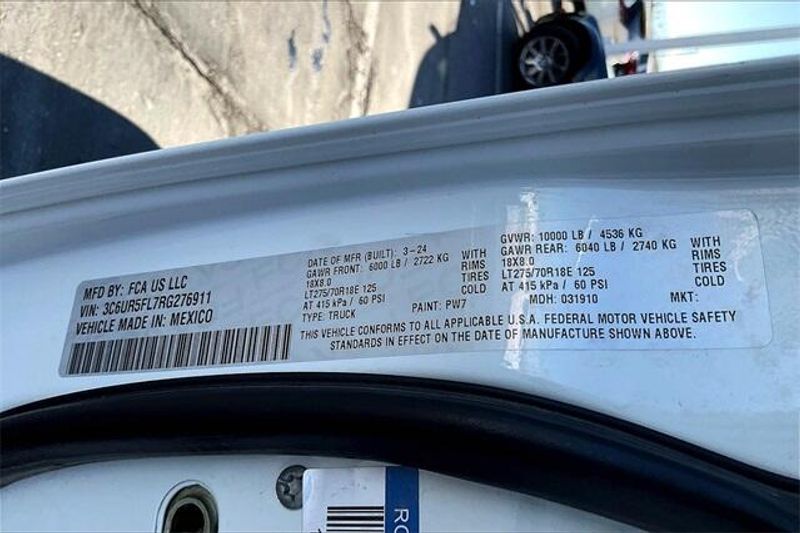 MFD BY: FCA US LLC
VIN: 3C6UR5FL7RG276911
VEHICLE MADE IN: MEXICO
DATE OF MFR (BUILT): 3-24
GAWR FRONT: 6000 LB / 2722 KG WITH
18X8.0 RIMS
LT275/70R18E 125 TIRES
AT 415 kPa / 60 PSI COLD
TYPE: TRUCK PAINT: PW7
GVWR: 10000 LB / 4536 KG
GAWR REAR: 6040 LB / 2740 KG WITH
18X8.0 RIMS
LT275/70R18E 125 TIRES
AT 415 kPa / 60 PSI COLD
MDH: 031910 MKT:
THIS VEHICLE CONFORMS TO ALL APPLICABLE U.S.A. FEDERAL MOTOR VEHICLE SAFETY
STANDARDS IN EFFECT ON THE DATE OF MANUFACTURE SHOWN ABOVE.